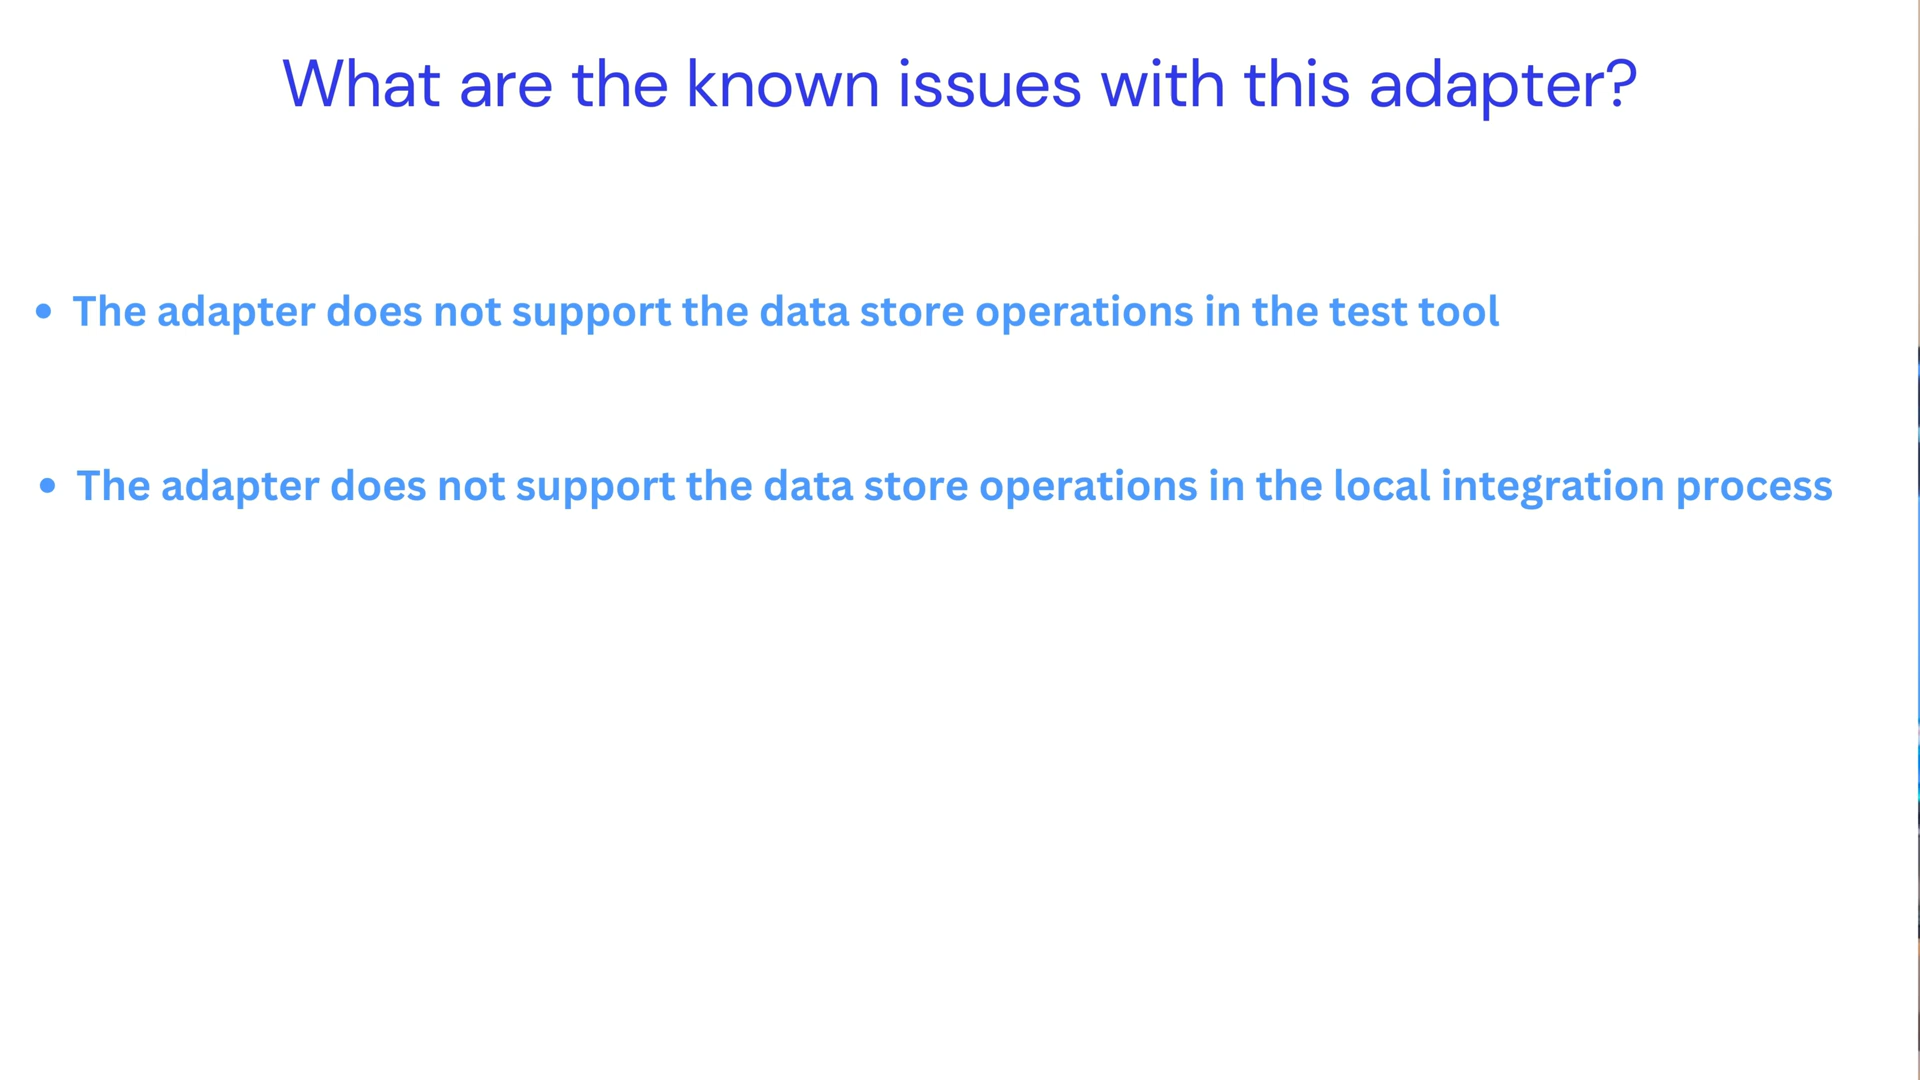 What are the known issues with this adapter?
• The adapter does not support the data store operations in the test tool
• The adapter does not support the data store operations in the local integration process